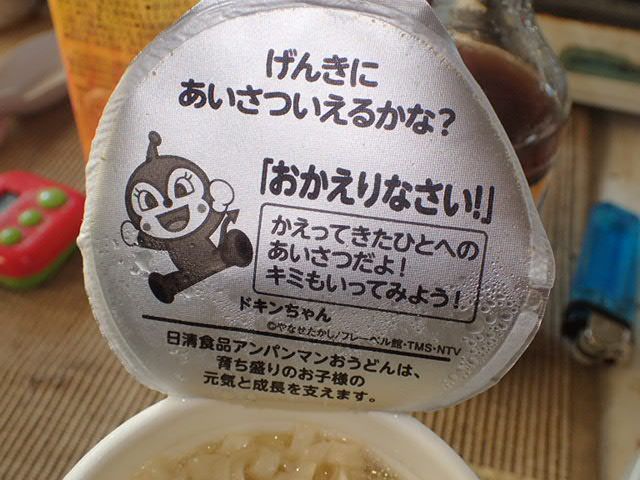 げんきに
あいさついえるかな？
「おかえりなさい！」
かえってきたひとへの
あいさつだよ！
キミもいってみよう！
ドキンちゃん
©やなせたかし/フレーベル館・TMS・NTV
日清食品アンパンマンおうどんは、
育ち盛りのお子様の
元気と成長を支えます。